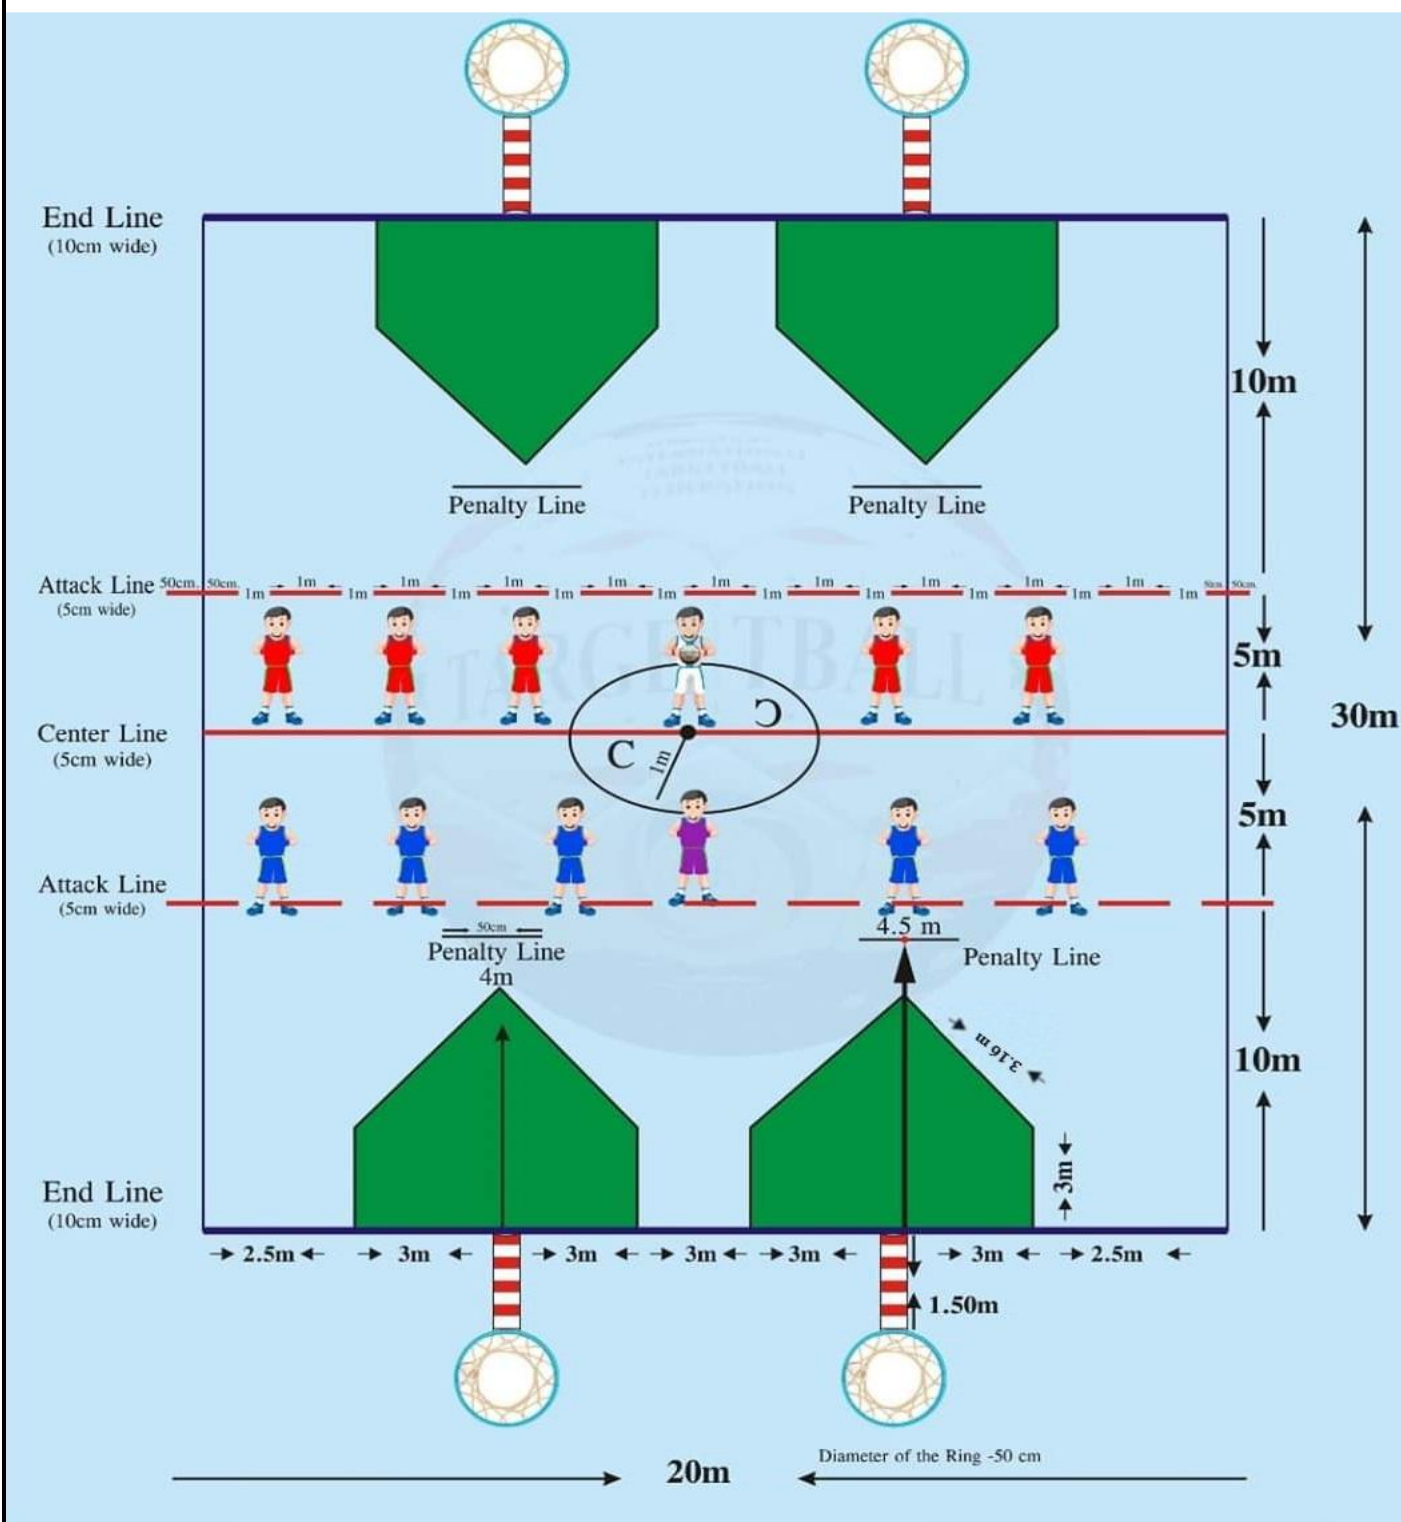 End Line
(10cm wide)
10m
Penalty Line
Penalty Line
Attack Line
(5cm wide)
50cm. 50cm. 1m 1m 1m 1m 1m 1m 1m 1m 1m 1m 1m 1m 1m 1m 1m 1m 1m 1m 1m 50cm. 50cm.
TARGETBALL
5m
30m
C
Center Line
(5cm wide)
C
1m
5m
Attack Line
(5cm wide)
50cm
Penalty Line
4m
4.5 m
Penalty Line
3.16 m
10m
3m
End Line
(10cm wide)
2.5m 3m 3m 3m 3m 3m 2.5m
1.50m
Diameter of the Ring -50 cm
20m